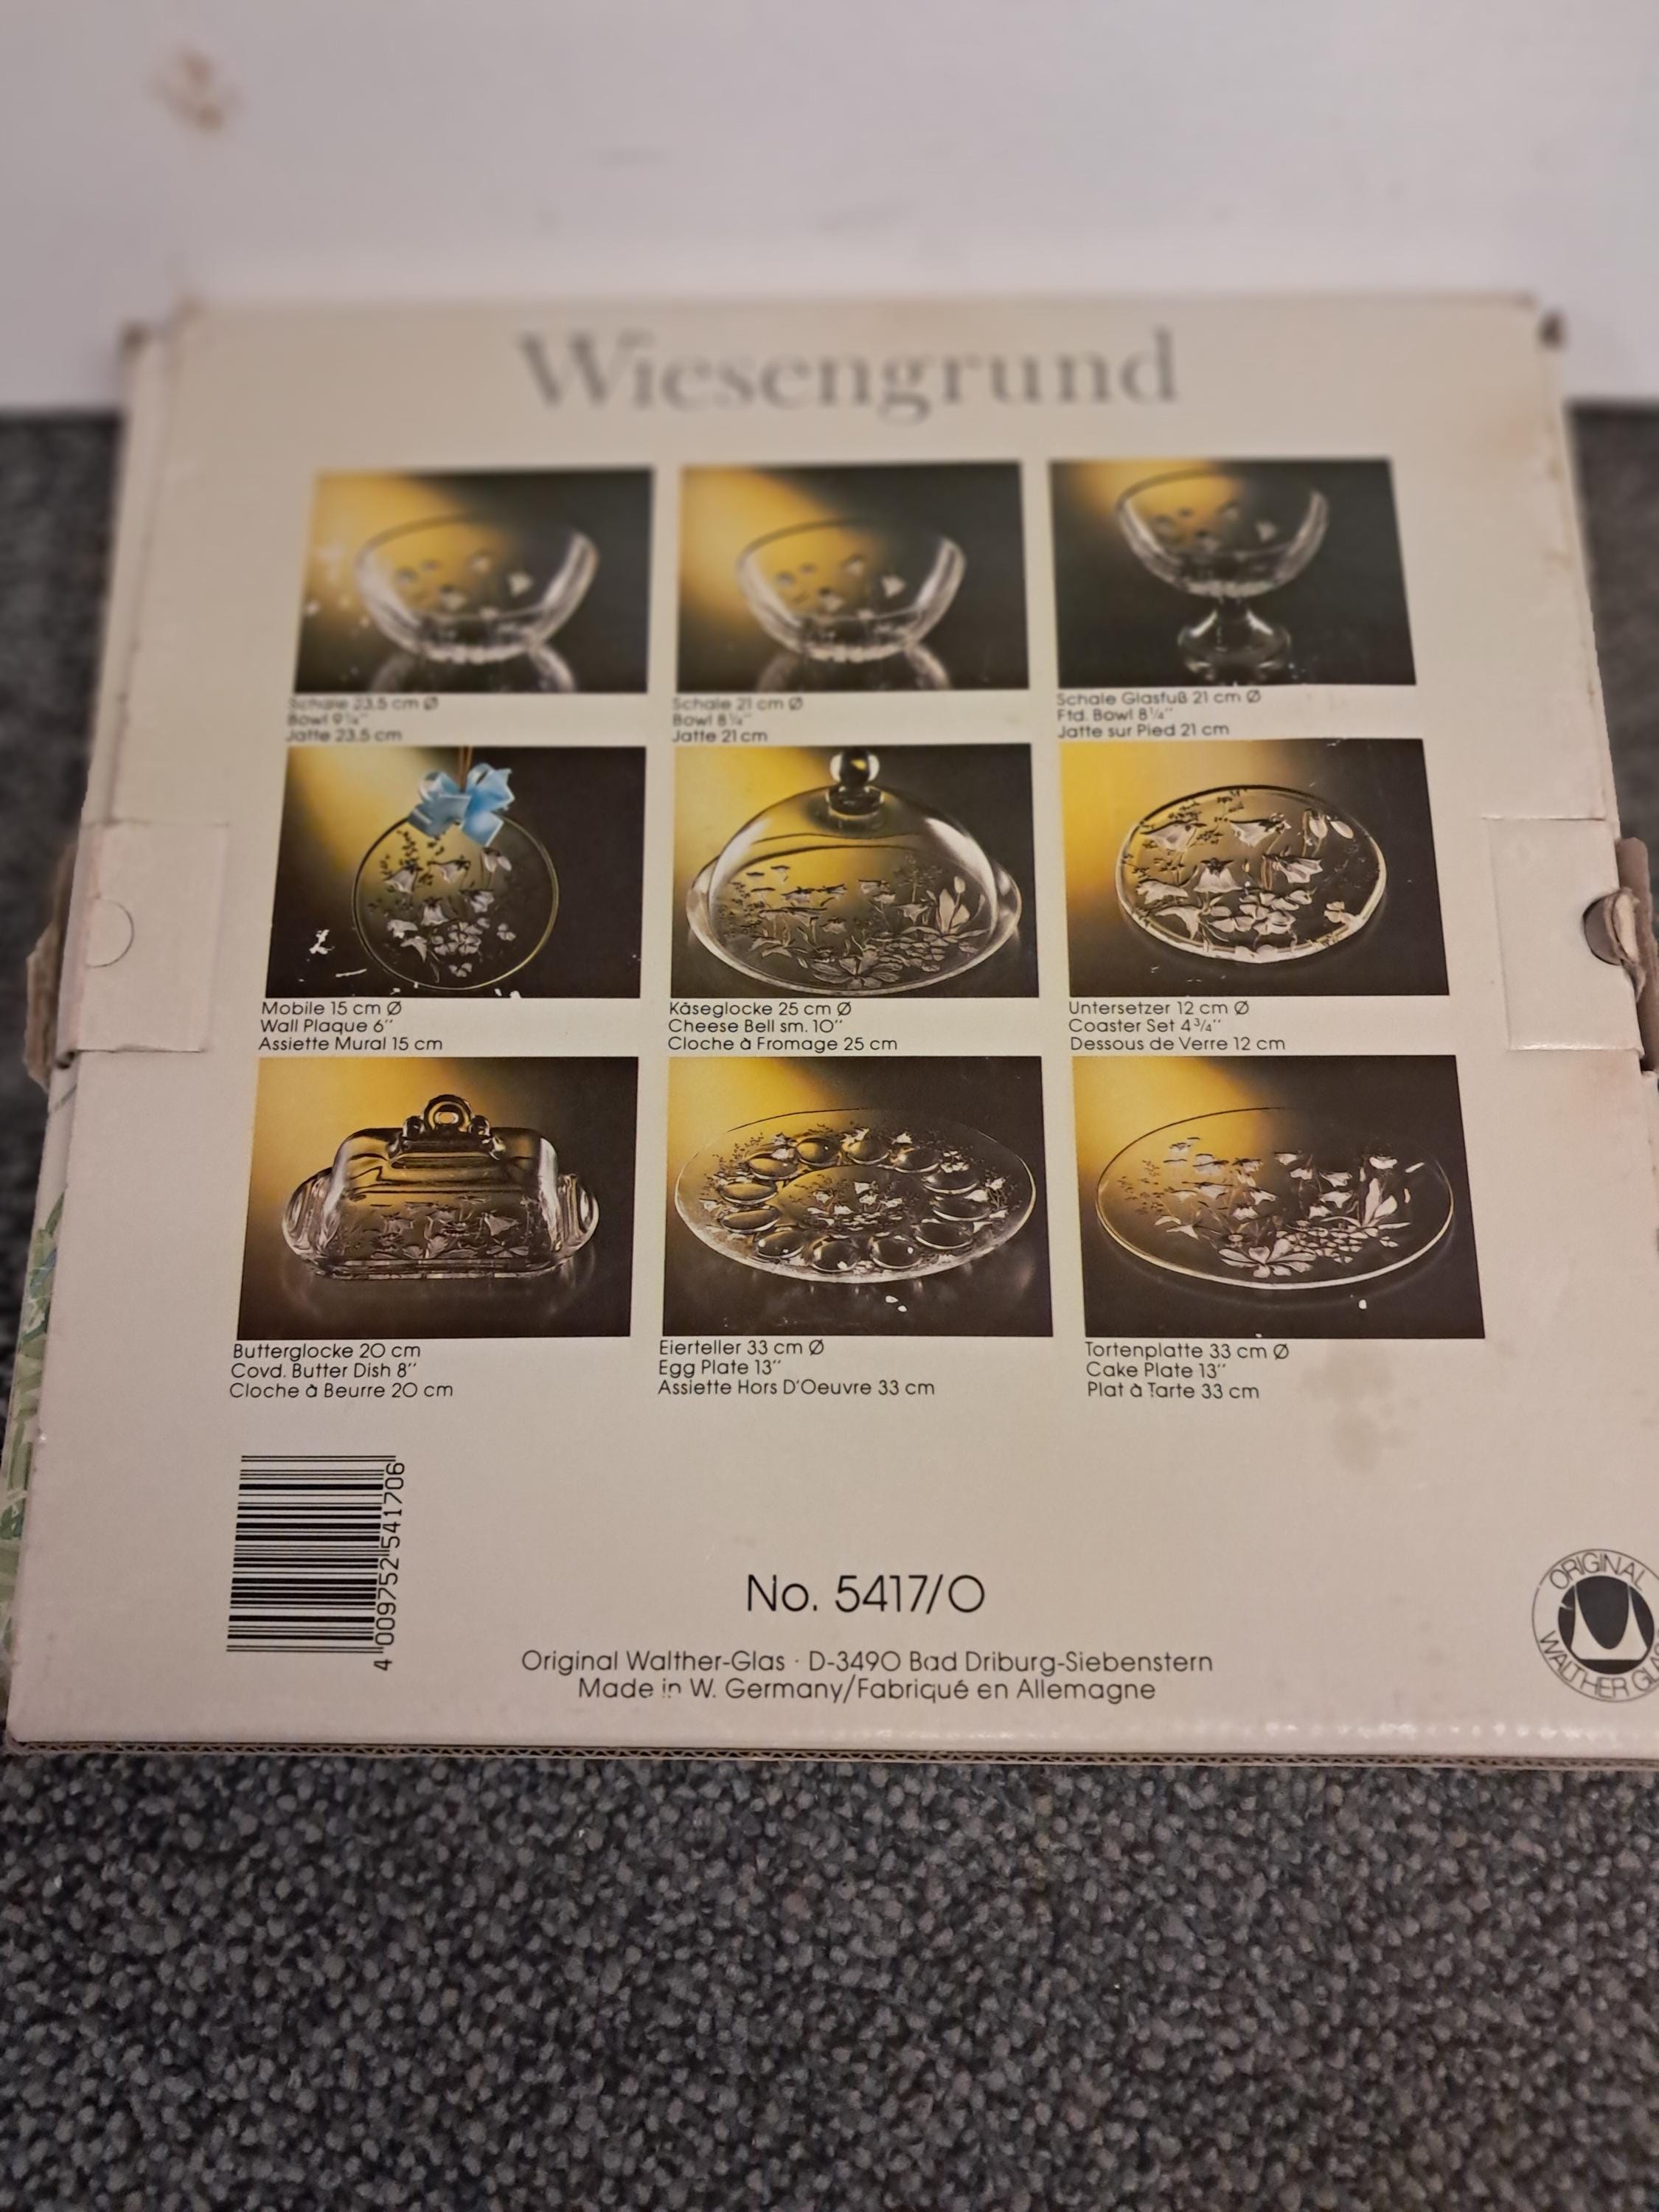 Wiesengrund
Schale 23,5 cm Ø
Bowl 9¼''
Jatte 23,5 cm
Schale 21 cm Ø
Bowl 8¼''
Jatte 21 cm
Schale Glasfuß 21 cm Ø
Ftd. Bowl 8¼''
Jatte sur Pied 21 cm
Mobile 15 cm Ø
Wall Plaque 6''
Assiette Mural 15 cm
Käseglocke 25 cm Ø
Cheese Bell sm. 10''
Cloche à Fromage 25 cm
Untersetzer 12 cm Ø
Coaster Set 4¾''
Dessous de Verre 12 cm
Butterglocke 20 cm
Covd. Butter Dish 8''
Cloche à Beurre 20 cm
Eierteller 33 cm Ø
Egg Plate 13''
Assiette Hors D'Oeuvre 33 cm
Tortenplatte 33 cm Ø
Cake Plate 13''
Plat à Tarte 33 cm
4 009752 541706
No. 5417/0
Original Walther-Glas · D-3490 Bad Driburg-Siebenstern
Made in W. Germany/Fabriqué en Allemagne
ORIGINAL
WALTHER